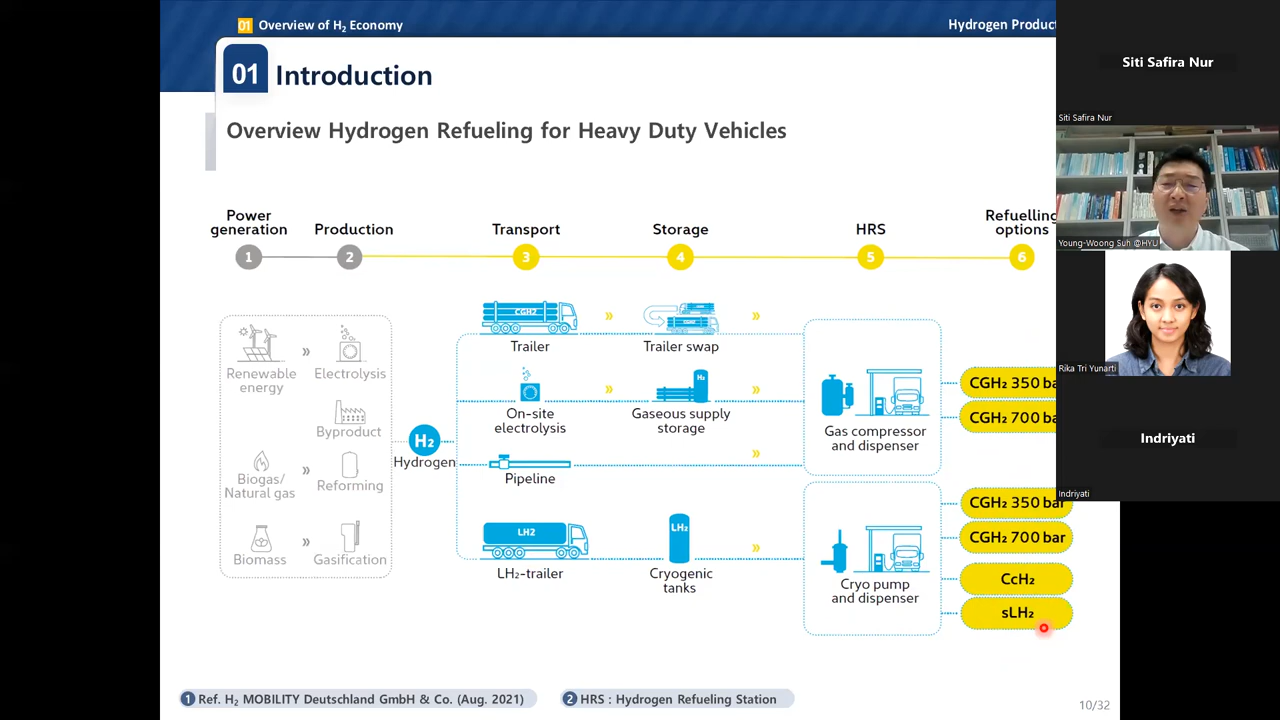 01 Overview of H₂ Economy
Hydrogen Product
01 Introduction
Overview Hydrogen Refueling for Heavy Duty Vehicles
Power generation
Production
Transport
Storage
HRS
Refuelling options
1
2
3
4
5
6
Renewable energy
Electrolysis
Byproduct
Biogas/
Natural gas
Reforming
Biomass
Gasification
H₂
Hydrogen
CGH2
Trailer
Trailer swap
On-site
electrolysis
H₂
Gaseous supply
storage
Pipeline
LH2
LH₂-trailer
LH₂
Cryogenic
tanks
Gas compressor
and dispenser
Cryo pump
and dispenser
CGH₂ 350 ba
CGH₂ 700 ba
CGH₂ 350 bar
CGH₂ 700 bar
CcH₂
sLH₂
1 Ref. H₂ MOBILITY Deutschland GmbH & Co. (Aug. 2021)
2 HRS : Hydrogen Refueling Station
10/32
Siti Safira Nur
Siti Safira Nur
Young-Woong Suh @HYU
Rika Tri Yunarti
Indriyati
Indriyati